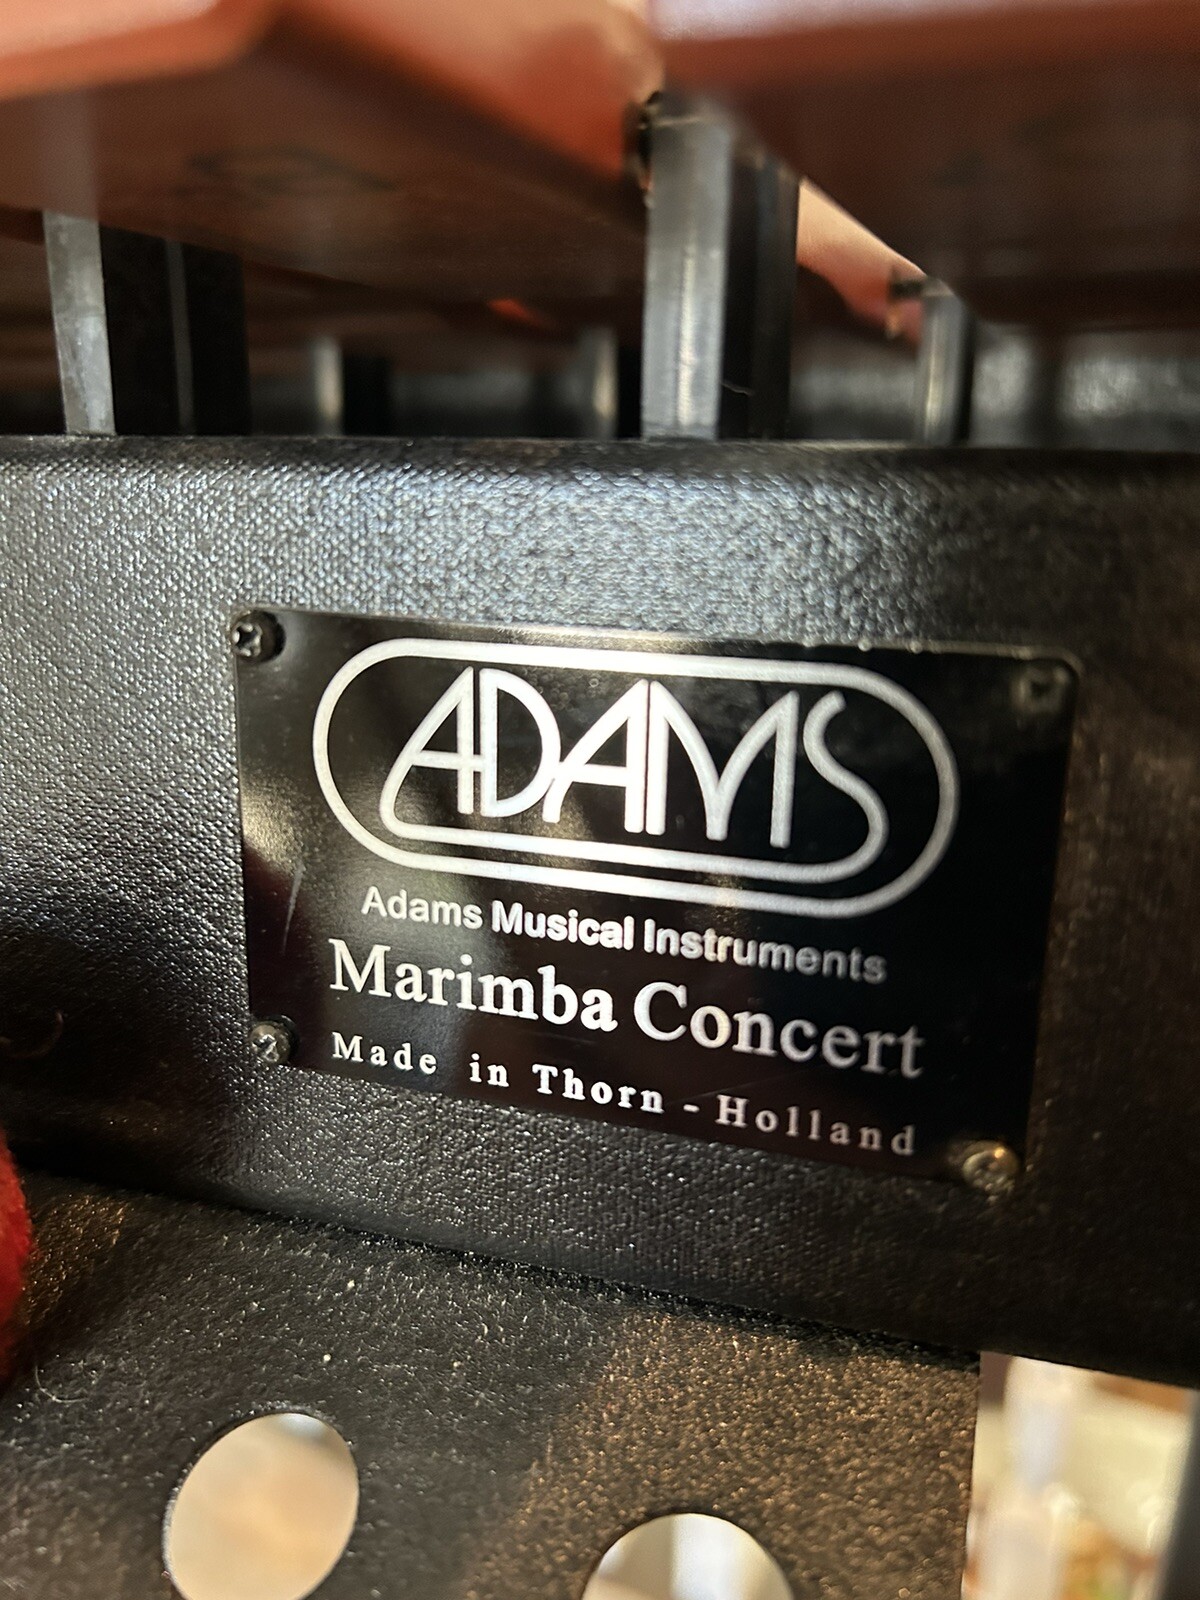 ADAMS
Adams Musical Instruments
Marimba Concert
Made in Thorn - Holland